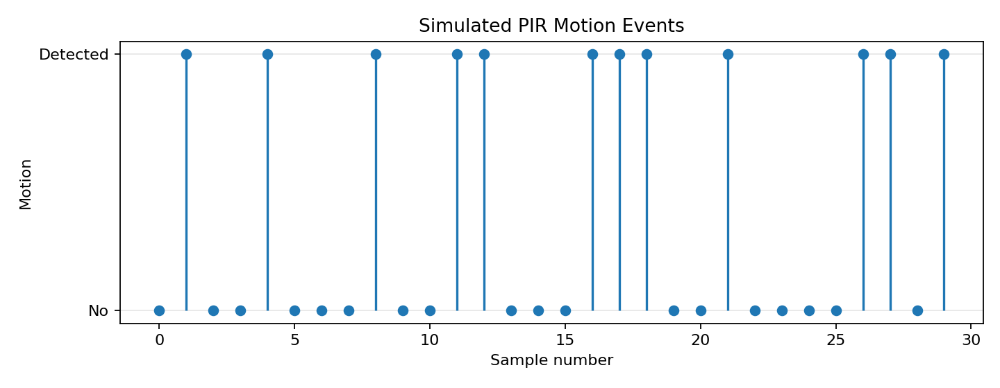 Simulated PIR Motion Events
Detected
Motion
No
0 5 10 15 20 25 30
Sample number